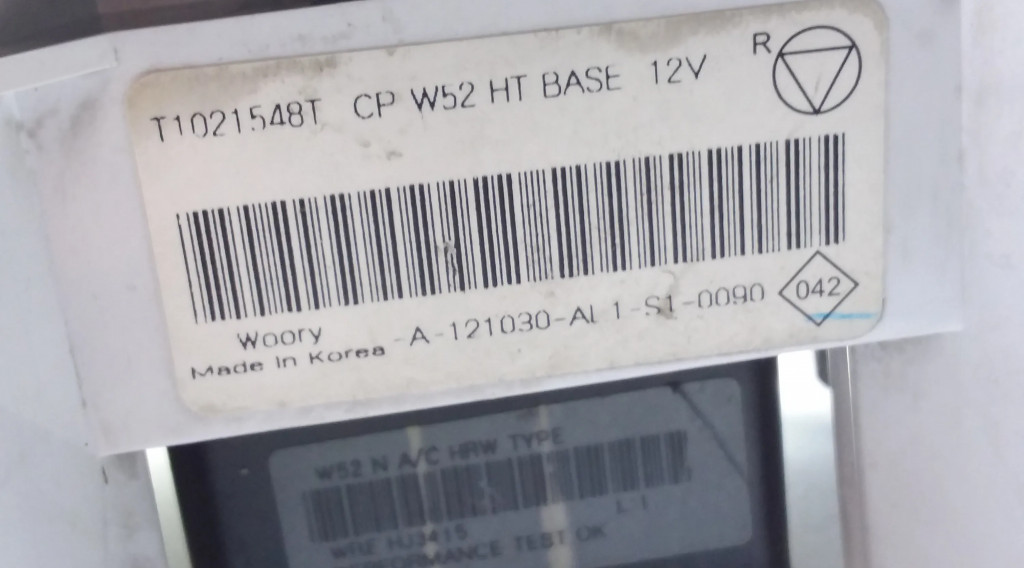 T1021548T CP W52 HT BASE 12V R
Woory -A-121030-AL1-S1-0090 042
Made In Korea
W52 N A/C HRW TYPE
L-1
HJ3415
PERFORMANCE TEST OK